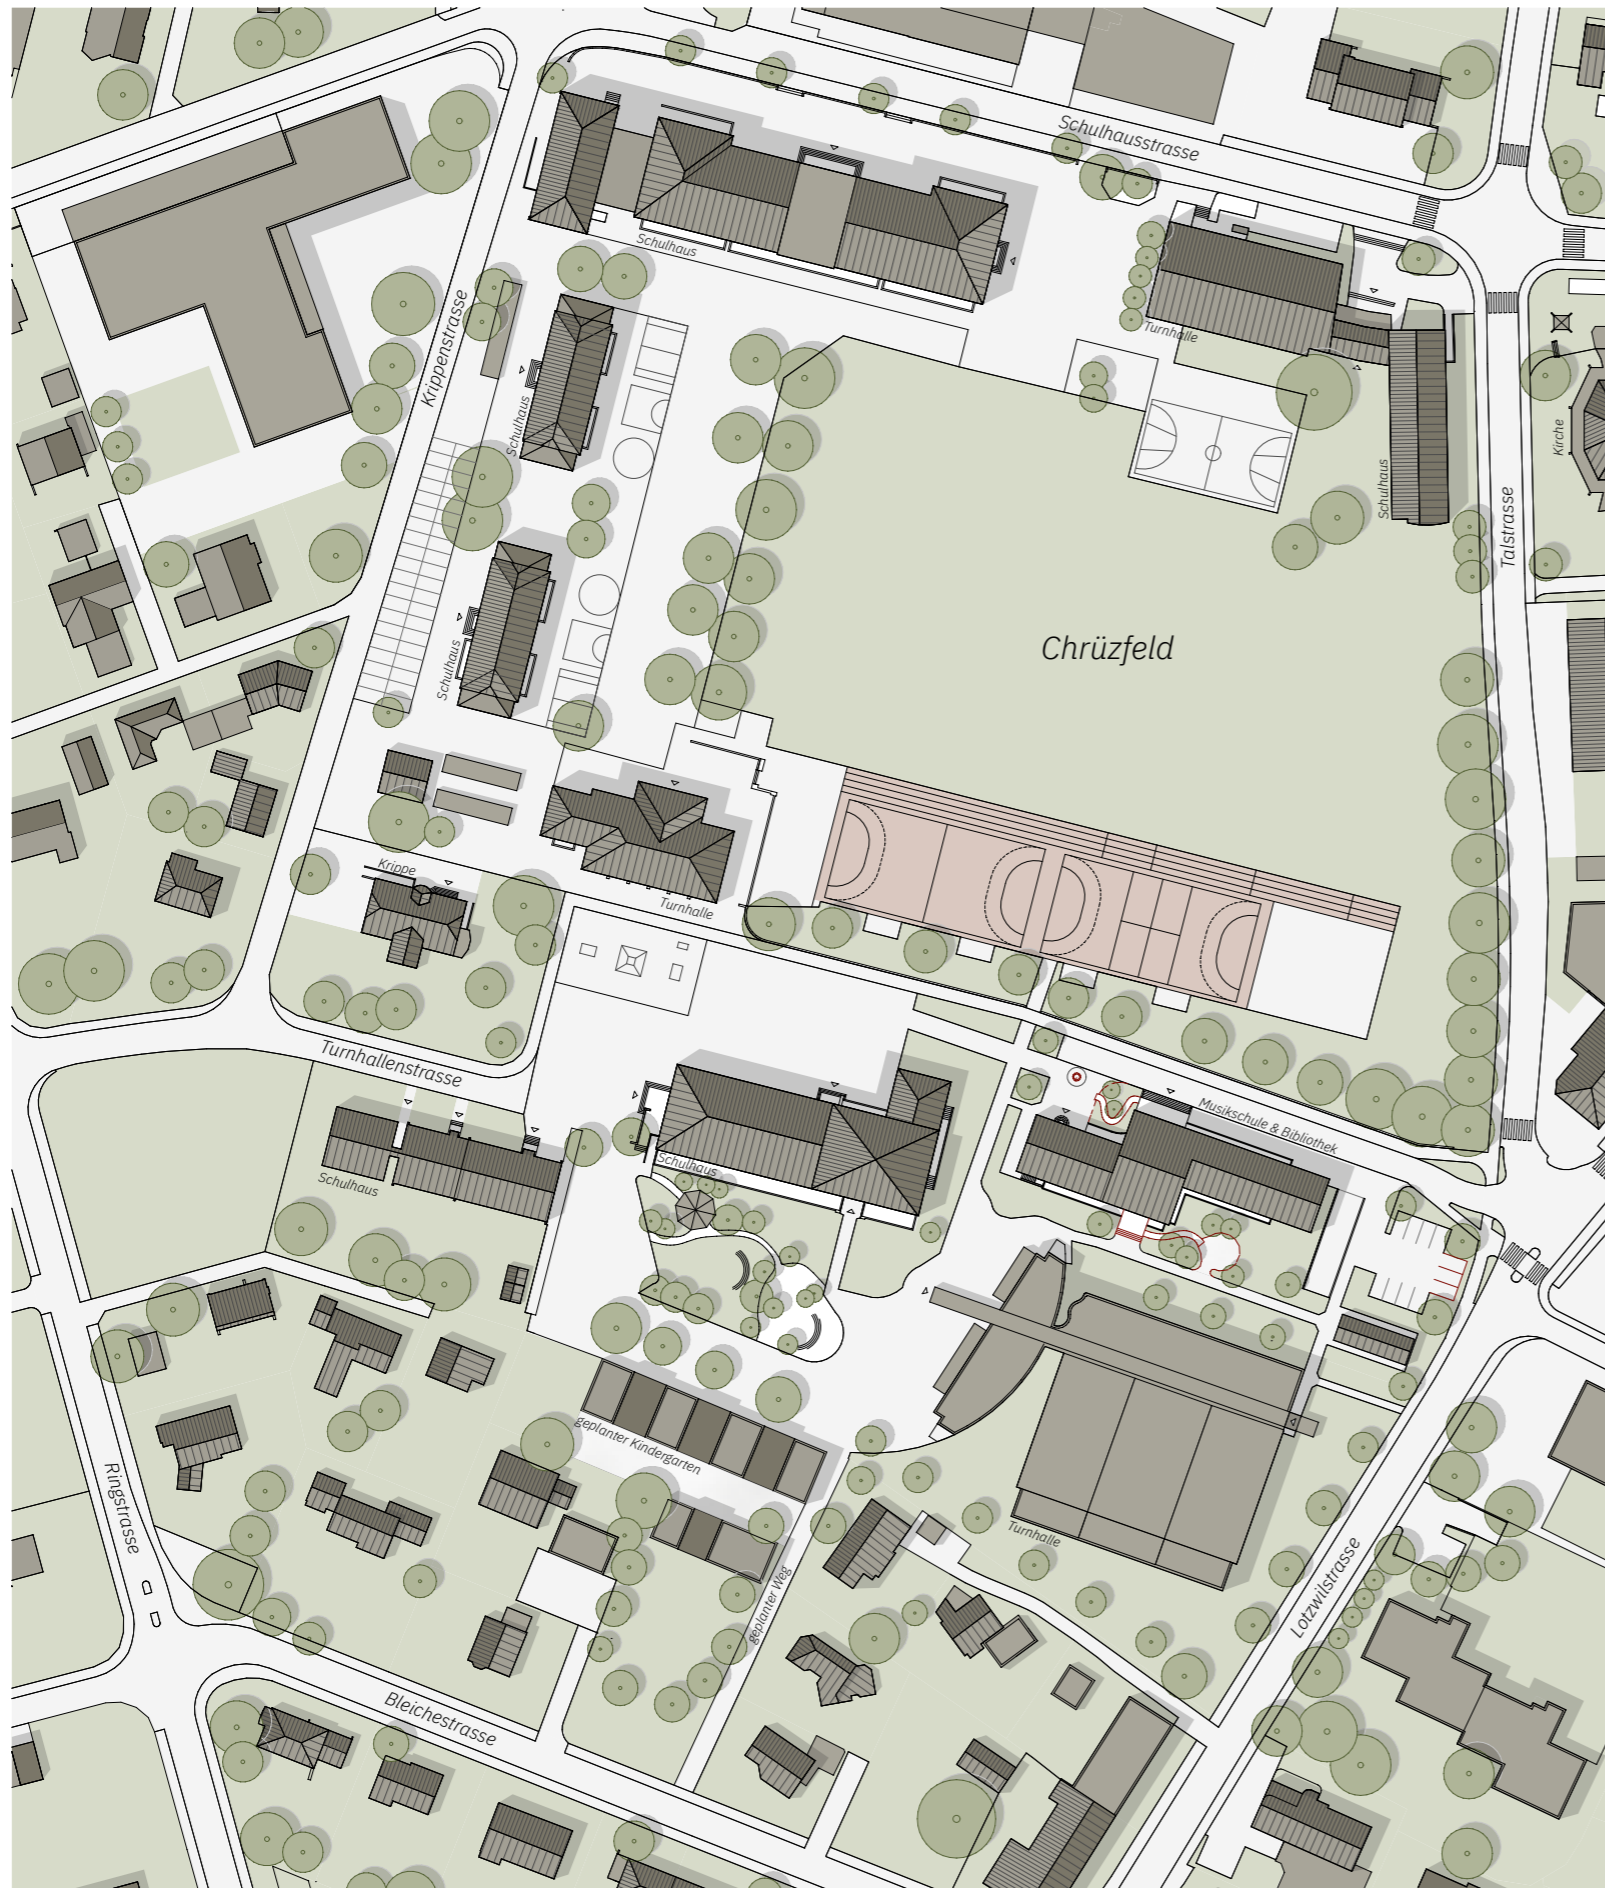 Schulhausstrasse
Schulhaus
Krippenstrasse
Turnhalle
Schulhaus
Kirche
Schulhaus
Talstrasse
Chrüzfeld
Schulhaus
Krippe
Turnhalle
Turnhallenstrasse
Musikschule & Bibliothek
Schulhaus
Schulhaus
geplanter Kindergarten
Ringstrasse
Turnhalle
geplanter Weg
Lotzwilstrasse
Bleichestrasse